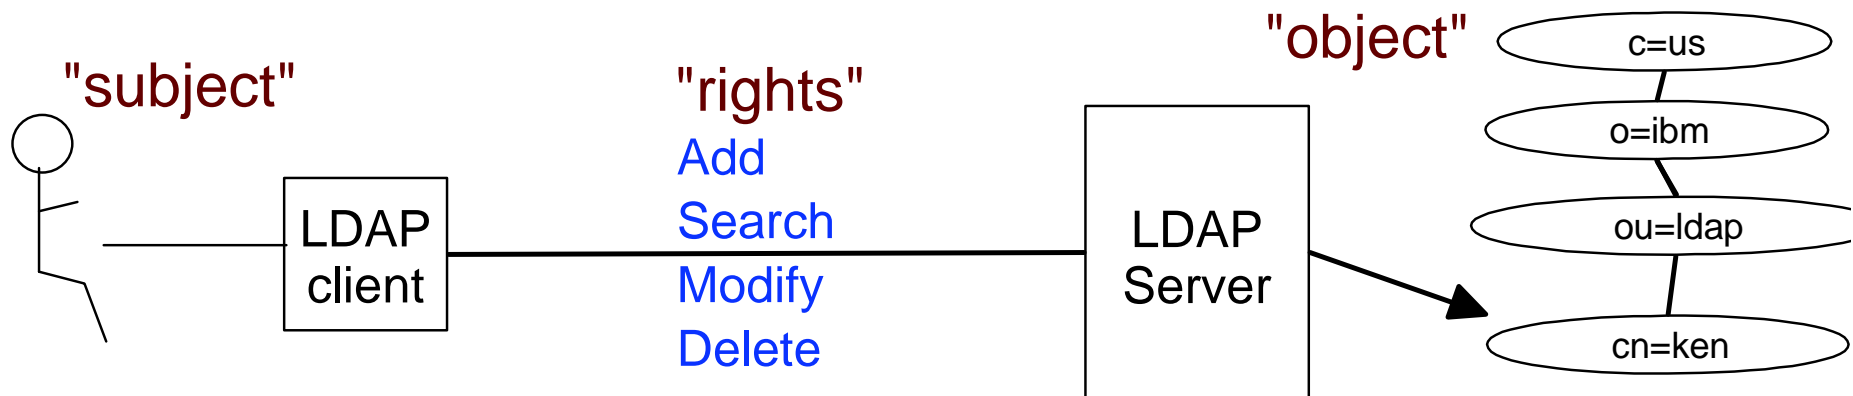 "subject"
LDAP
client
"rights"
Add
Search
Modify
Delete
LDAP
Server
"object"
c=us
o=ibm
ou=ldap
cn=ken